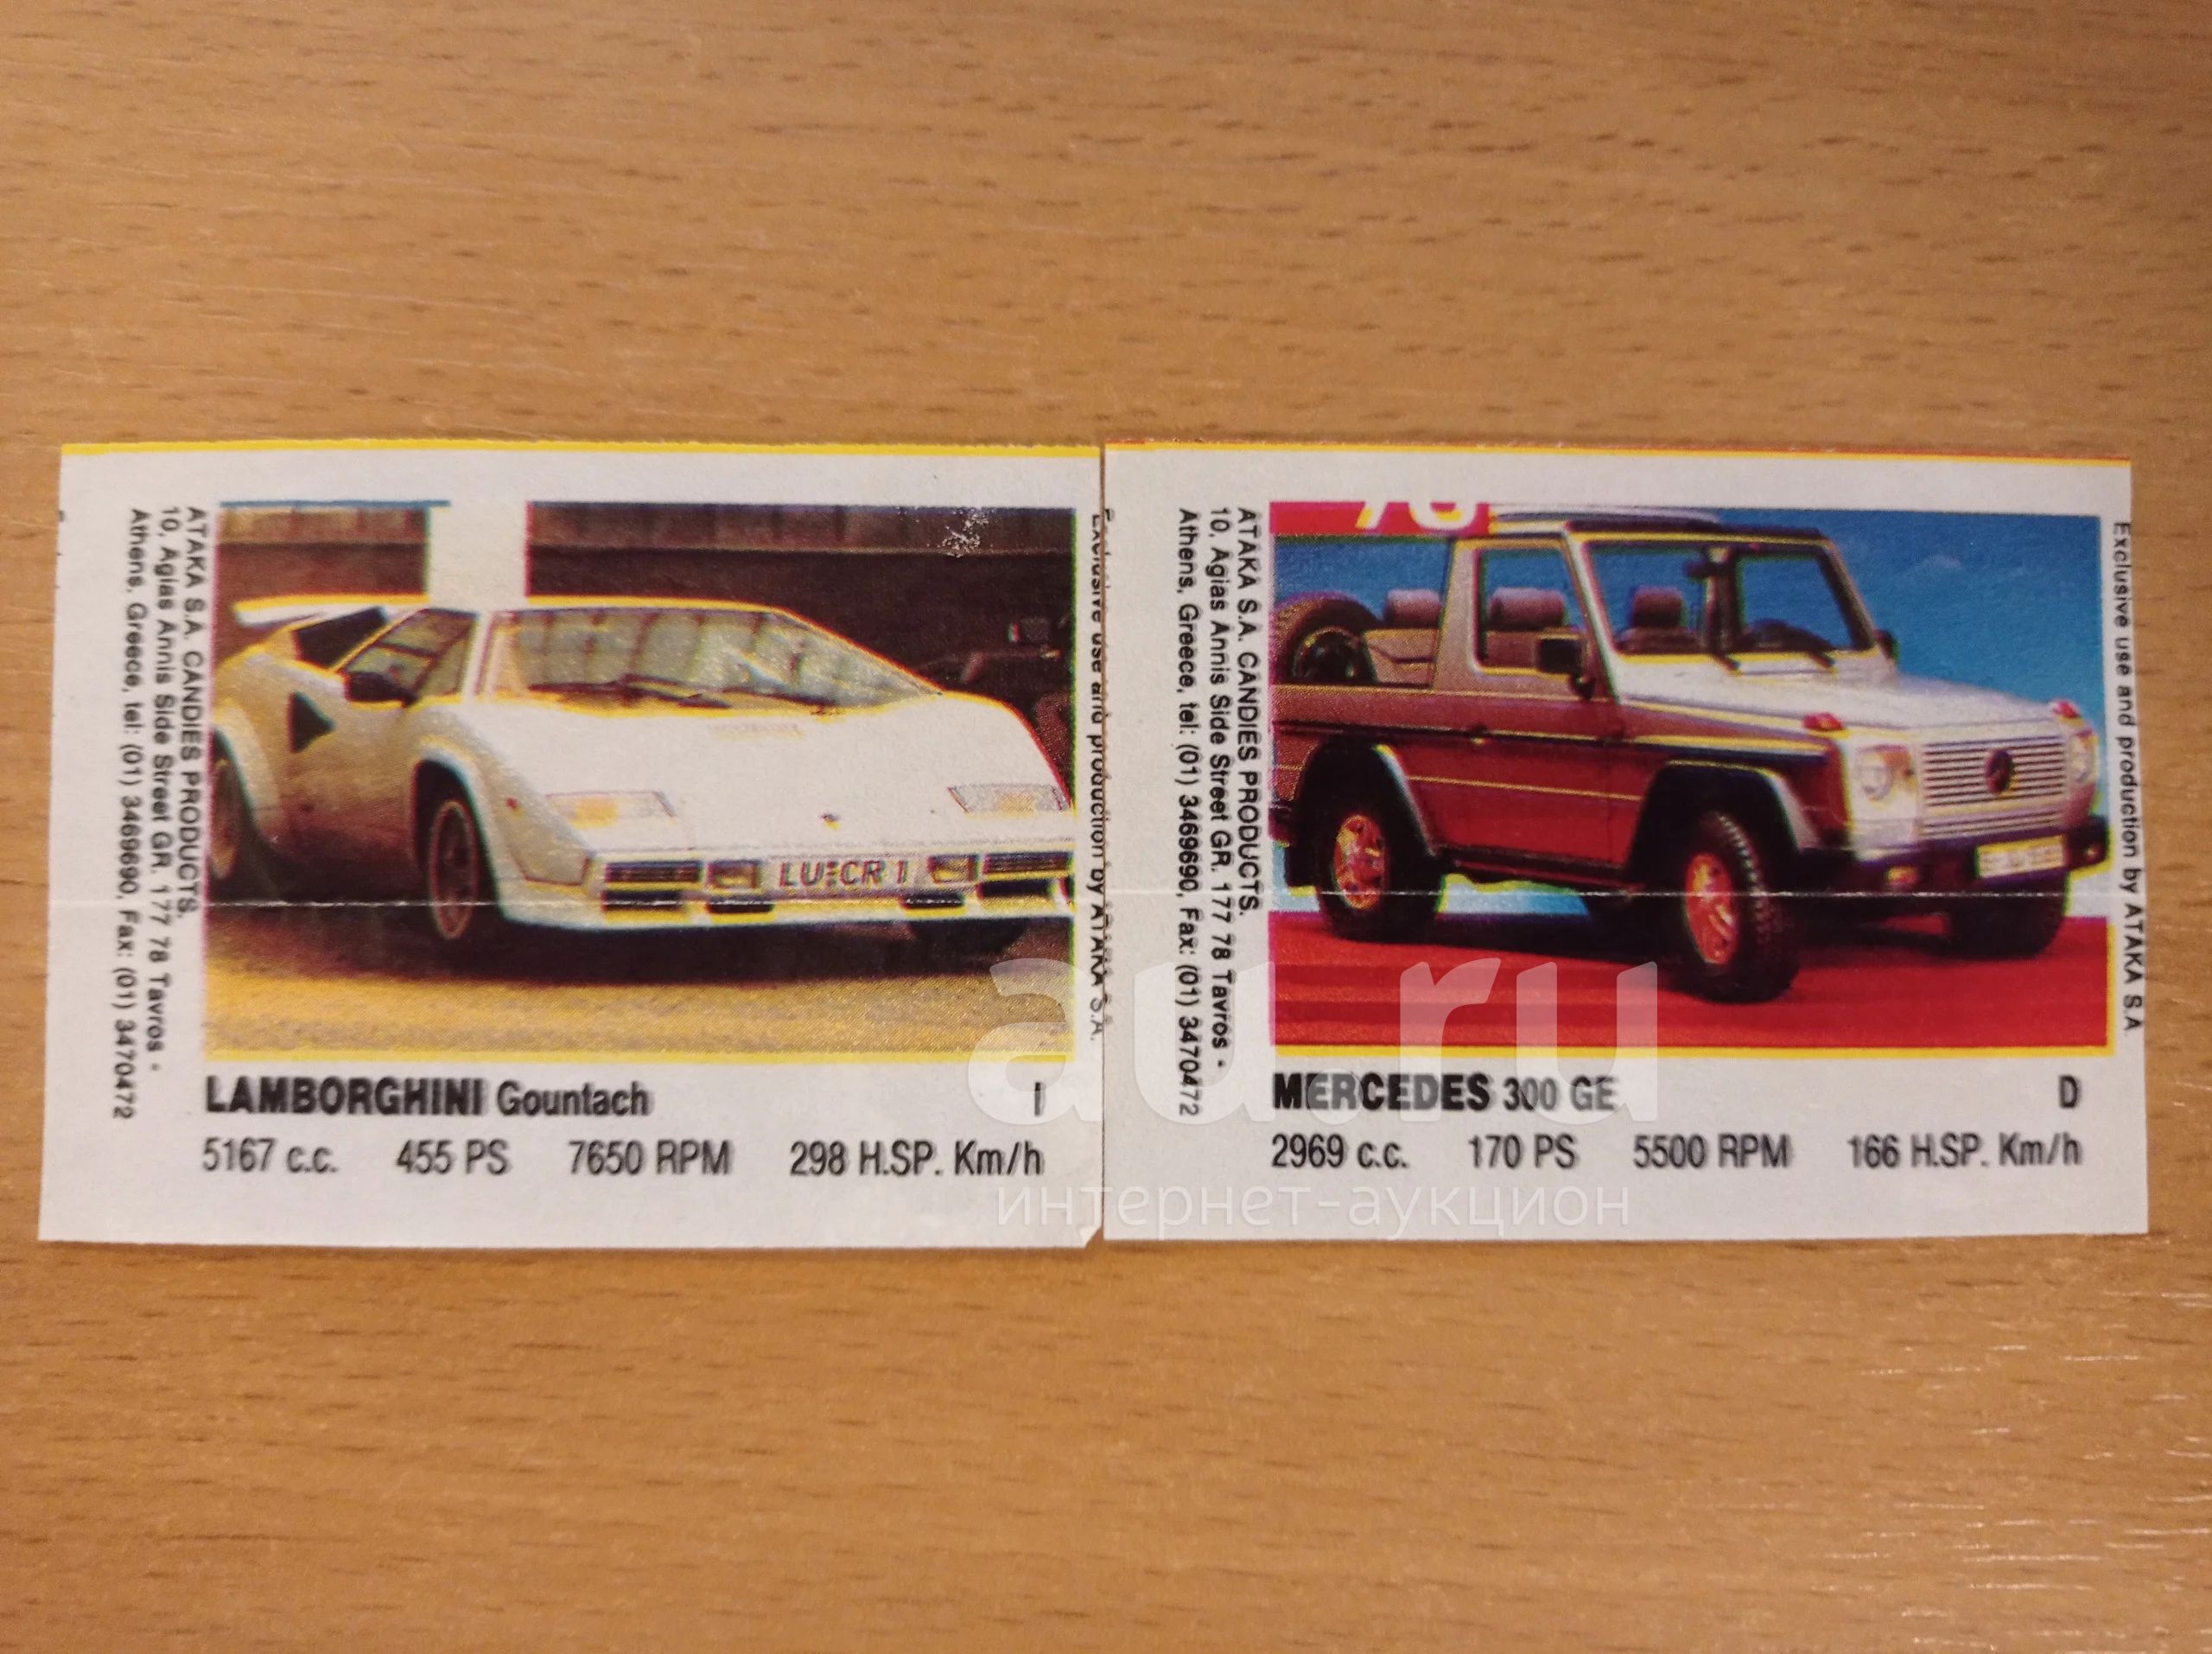 ATAKA S.A. CANDIES PRODUCTS.
10, Agias Annis Side Street GR. 177 78 Tavros -
Athens, Greece, tel: (01) 3469690, Fax: (01) 3470472
LU:CR 1
Exclusive use and production by ATAKA S.A.
LAMBORGHINI Gountach I
5167 c.c. 455 PS 7650 RPM 298 H.SP. Km/h
ATAKA S.A. CANDIES PRODUCTS.
10, Agias Annis Side Street GR. 177 78 Tavros -
Athens, Greece, tel: (01) 3469690, Fax: (01) 3470472
Exclusive use and production by ATAKA S.A.
MERCEDES 300 GE D
2969 c.c. 170 PS 5500 RPM 166 H.SP. Km/h
au.ru
интернет-аукцион